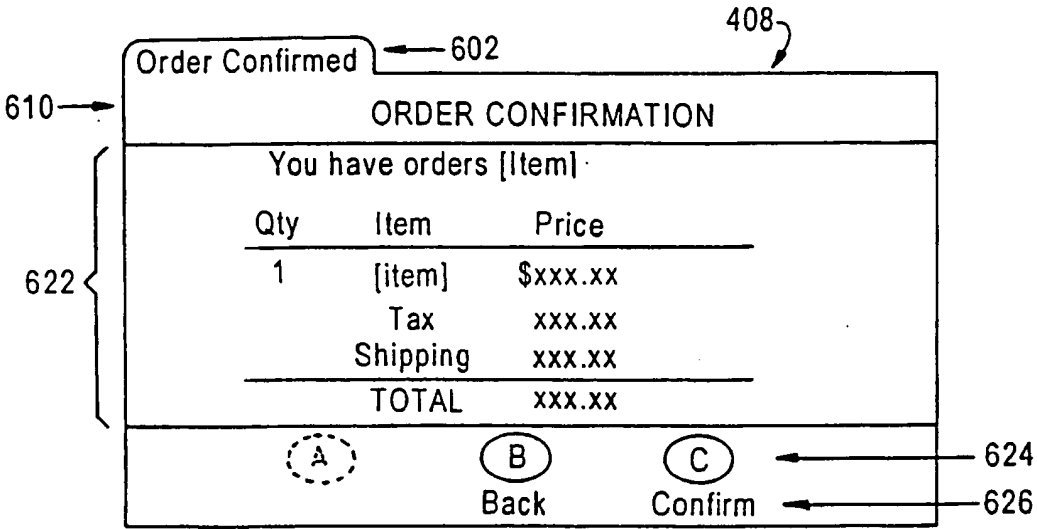 408
Order Confirmed 602
610 ORDER CONFIRMATION
You have orders [Item]
Qty Item Price
1 [item] $xxx.xx
622
Tax xxx.xx
Shipping xxx.xx
TOTAL xxx.xx
A B C 624
Back Confirm 626